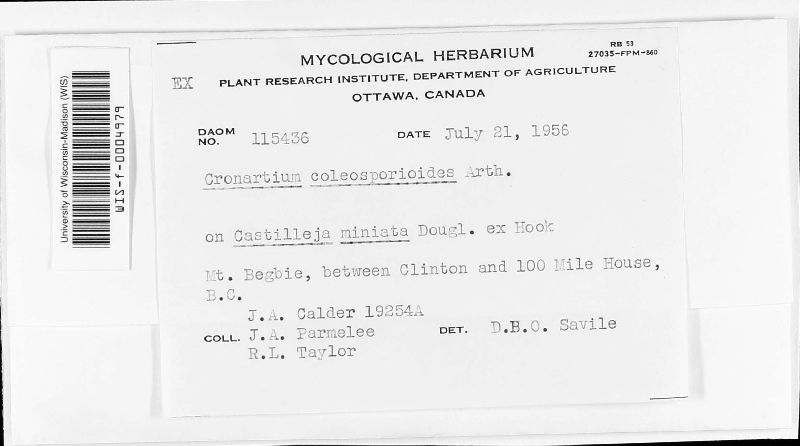 University of Wisconsin-Madison (WIS)
WIS-f-0004979
RB 53
27035-FPM-860
MYCOLOGICAL HERBARIUM
EX PLANT RESEARCH INSTITUTE, DEPARTMENT OF AGRICULTURE
OTTAWA, CANADA
DAOM NO. 115436 DATE July 21, 1956
Cronartium coleosporioides Arth.
on Castilleja miniata Dougl. ex Hook
Mt. Begbie, between Clinton and 100 Mile House,
B.C.
J.A. Calder 19254A
COLL. J.A. Parmelee DET. D.B.O. Savile
R.L. Taylor